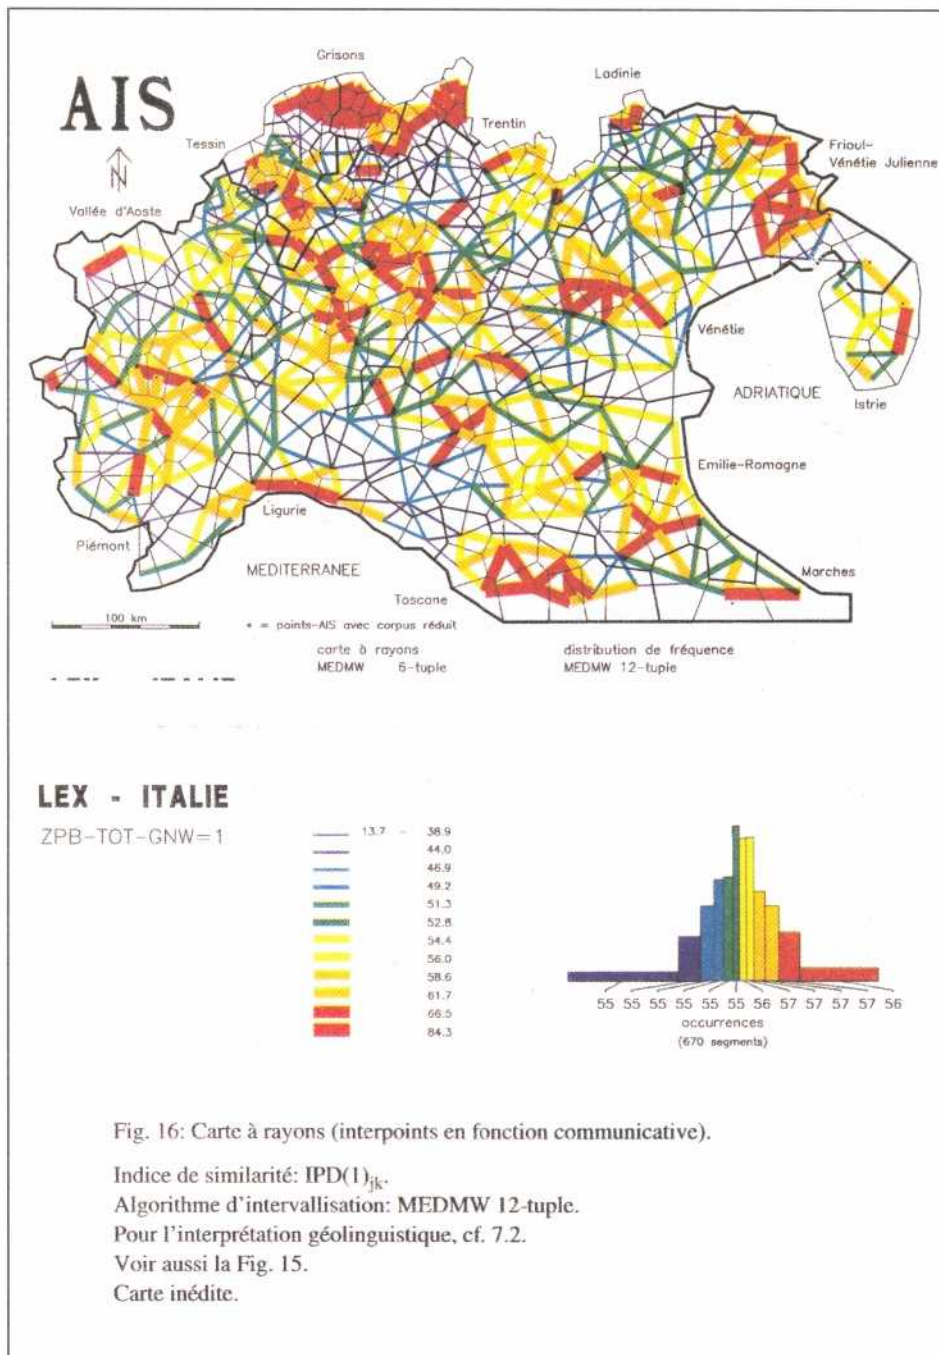 Grisons
AIS
Ladinie
Tessin
Trentin
Frioul-
Vénétie Julienne
N
Vallée d'Aoste
Vénétie
ADRIATIQUE
Istrie
Emilie-Romagne
Ligurie
Piémont
MEDITERRANEE
Marches
Toscane
100 km
* = points-AIS avec corpus réduit
carte à rayons
MEDMW 6-tuple
distribution de fréquence
MEDMW 12-tuple
LEX - ITALIE
ZPB-TOT-GNW=1
13.7 - 38.9
44.0
46.9
49.2
51.3
52.8
54.4
56.0
58.6
61.7
66.5
84.3
55 55 55 55 55 55 56 57 57 57 57 56
occurrences
(670 segments)
Fig. 16: Carte à rayons (interpoints en fonction communicative).
Indice de similarité: IPD(1)jk.
Algorithme d'intervallisation: MEDMW 12-tuple.
Pour l'interprétation géolinguistique, cf. 7.2.
Voir aussi la Fig. 15.
Carte inédite.